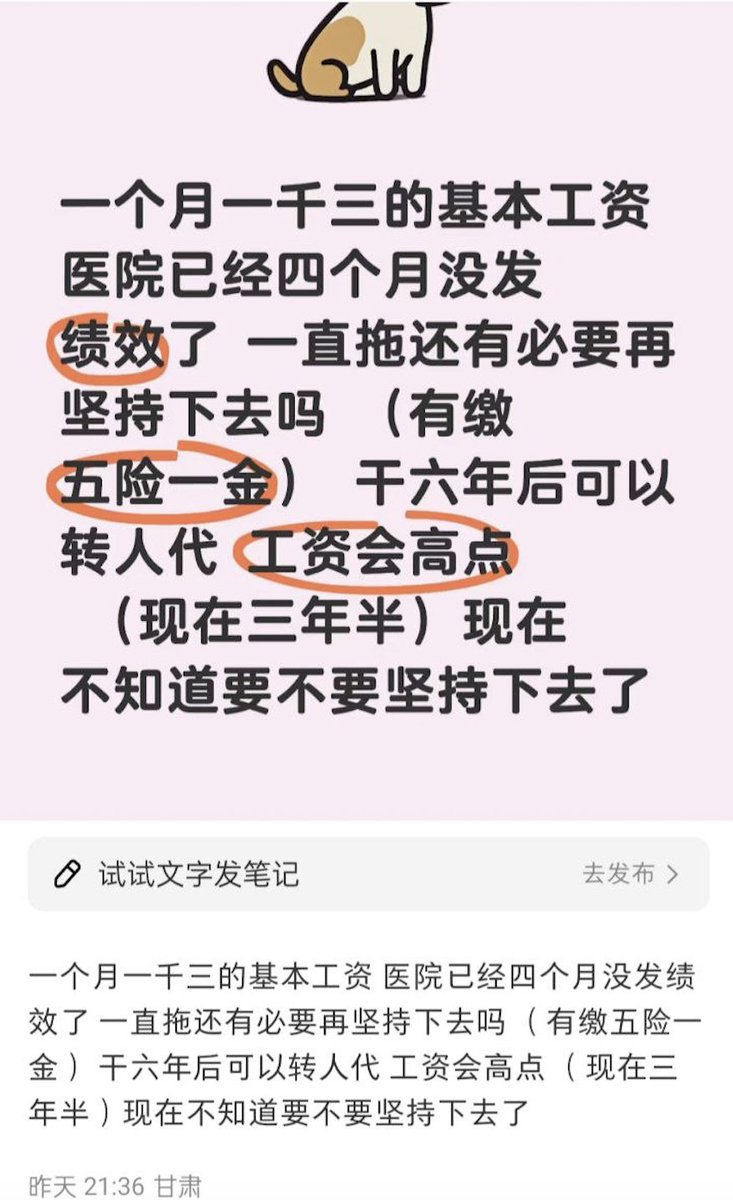 一个月一千三的基本工资
医院已经四个月没发
绩效了 一直拖还有必要再
坚持下去吗 （有缴
五险一金） 干六年后可以
转人代 工资会高点
（现在三年半）现在
不知道要不要坚持下去了
试试文字发笔记 去发布 >
一个月一千三的基本工资 医院已经四个月没发绩
效了 一直拖还有必要再坚持下去吗 （ 有缴五险一
金 ） 干六年后可以转人代 工资会高点 （ 现在三
年半 ）现在不知道要不要坚持下去了
昨天 21:36 甘肃